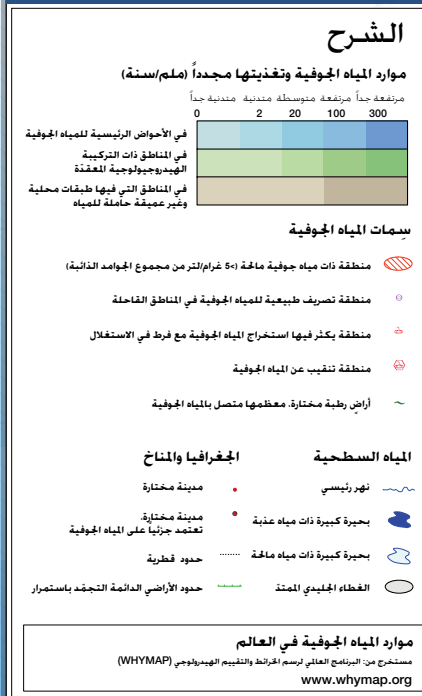 الشرح
موارد المياه الجوفية وتغذيتها مجدداً (ملم/سنة)
مرتفعة جداً مرتفعة متوسطة متدنية متدنية جداً
0 2 20 100 300
في الأحواض الرئيسية للمياه الجوفية
في المناطق ذات التركيبة
الهيدروجيولوجية المعقدّة
في المناطق التي فيها طبقات محلية
وغير عميقة حاملة للمياه
سِمات المياه الجوفية
منطقة ذات مياه جوفية مالحة (>5 غرام/لتر من مجموع الجوامد الذائبة)
منطقة تصريف طبيعية للمياه الجوفية في المناطق القاحلة
منطقة يكثر فيها استخراج المياه الجوفية مع فرط في الاستغلال
منطقة تنقيب عن المياه الجوفية
أراضٍ رطبة مختارة، معظمها متصل بالمياه الجوفية
المياه السطحية
نهر رئيسي
بحيرة كبيرة ذات مياه عذبة
بحيرة كبيرة ذات مياه مالحة
الغطاء الجليدي الممتد
الجغرافيا والمناخ
مدينة مختارة
مدينة مختارة،
تعتمد جزئياً على المياه الجوفية
حدود قطرية
حدود الأراضي الدائمة التجمّد باستمرار
موارد المياه الجوفية في العالم
مستخرج من: البرنامج العالمي لرسم الخرائط والتقييم الهيدرولوجي (WHYMAP)
www.whymap.org